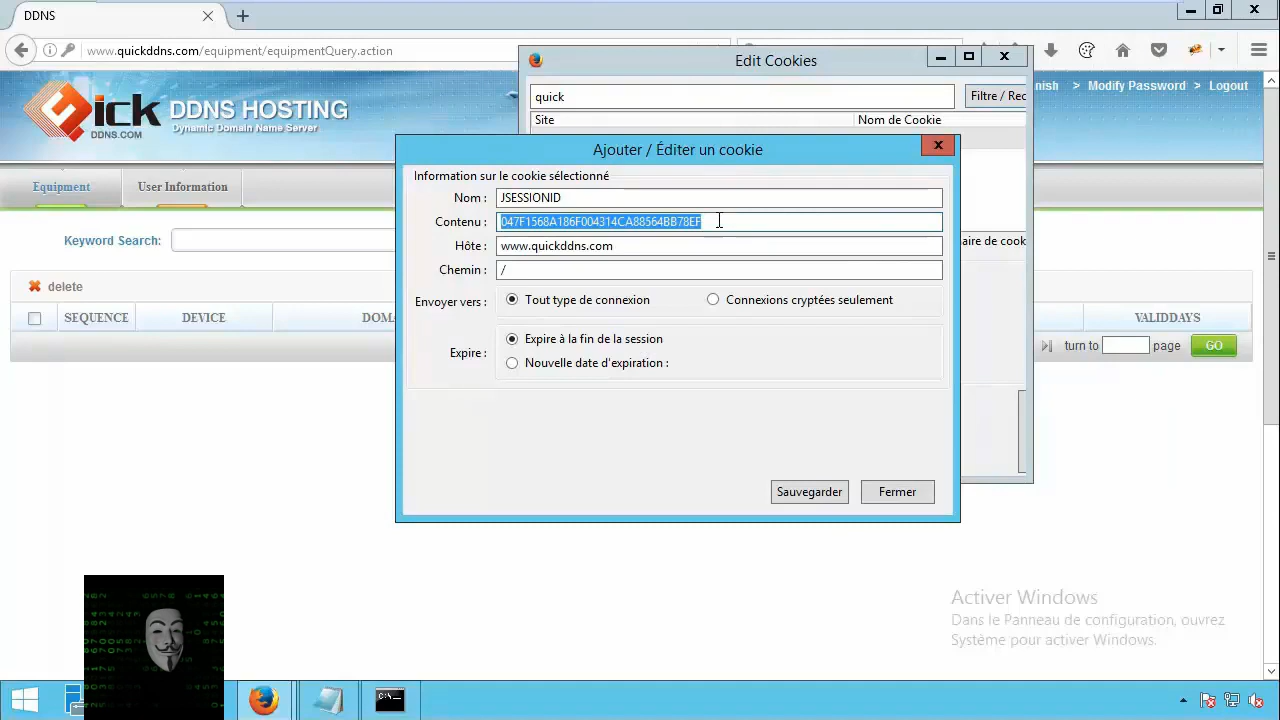 DDNS
www.quickddns.com/equipment/equipmentQuery.action
Edit Cookies
quick
Filtre / Rec
nish > Modify Password > Logout
ick DDNS HOSTING
DDNS.COM Dynamic Domain Name Server
Site
Nom de Cookie
Ajouter / Éditer un cookie
Equipment
User Information
Information sur le cookie sélectionné
Nom :
JSESSIONID
Contenu :
047F1568A186F004314CA88564BB78EF
Keyword Search:
Hôte :
www.quickddns.com
aire de cook
Chemin :
/
delete
Envoyer vers :
Tout type de connexion
Connexions cryptées seulement
SEQUENCE
DEVICE
DOM
VALIDDAYS
Expire :
Expire à la fin de la session
Nouvelle date d'expiration :
turn to
page
GO
Sauvegarder
Fermer
Activer Windows
Dans le Panneau de configuration, ouvrez
pour activer Windows.
C:\